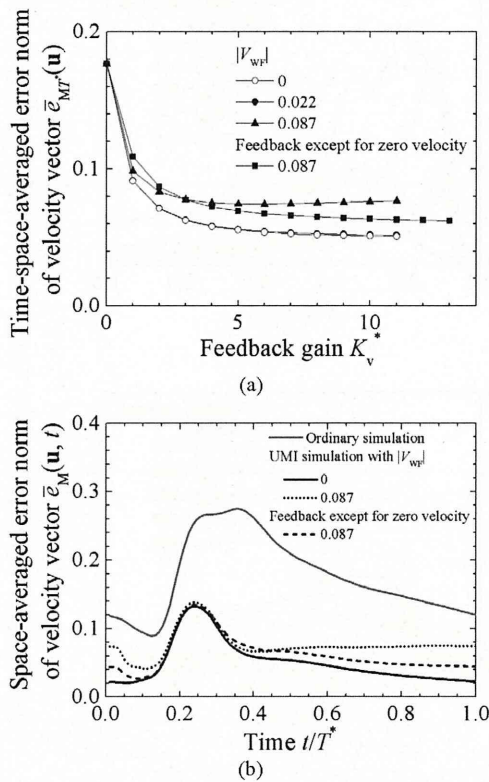 (a)
0.2
0.1
0.0
Time-space-averaged error norm
of velocity vector ē_MT*(u)
|V_WF|
0
0.022
0.087
Feedback except for zero velocity
0.087
0 5 10
Feedback gain K_v*
(a)
0.4
0.3
0.2
0.1
0.0
Space-averaged error norm
of velocity vector ē_M(u, t)
Ordinary simulation
UMI simulation with |V_WF|
0
0.087
Feedback except for zero velocity
0.087
0.0 0.2 0.4 0.6 0.8 1.0
Time t/T*
(b)